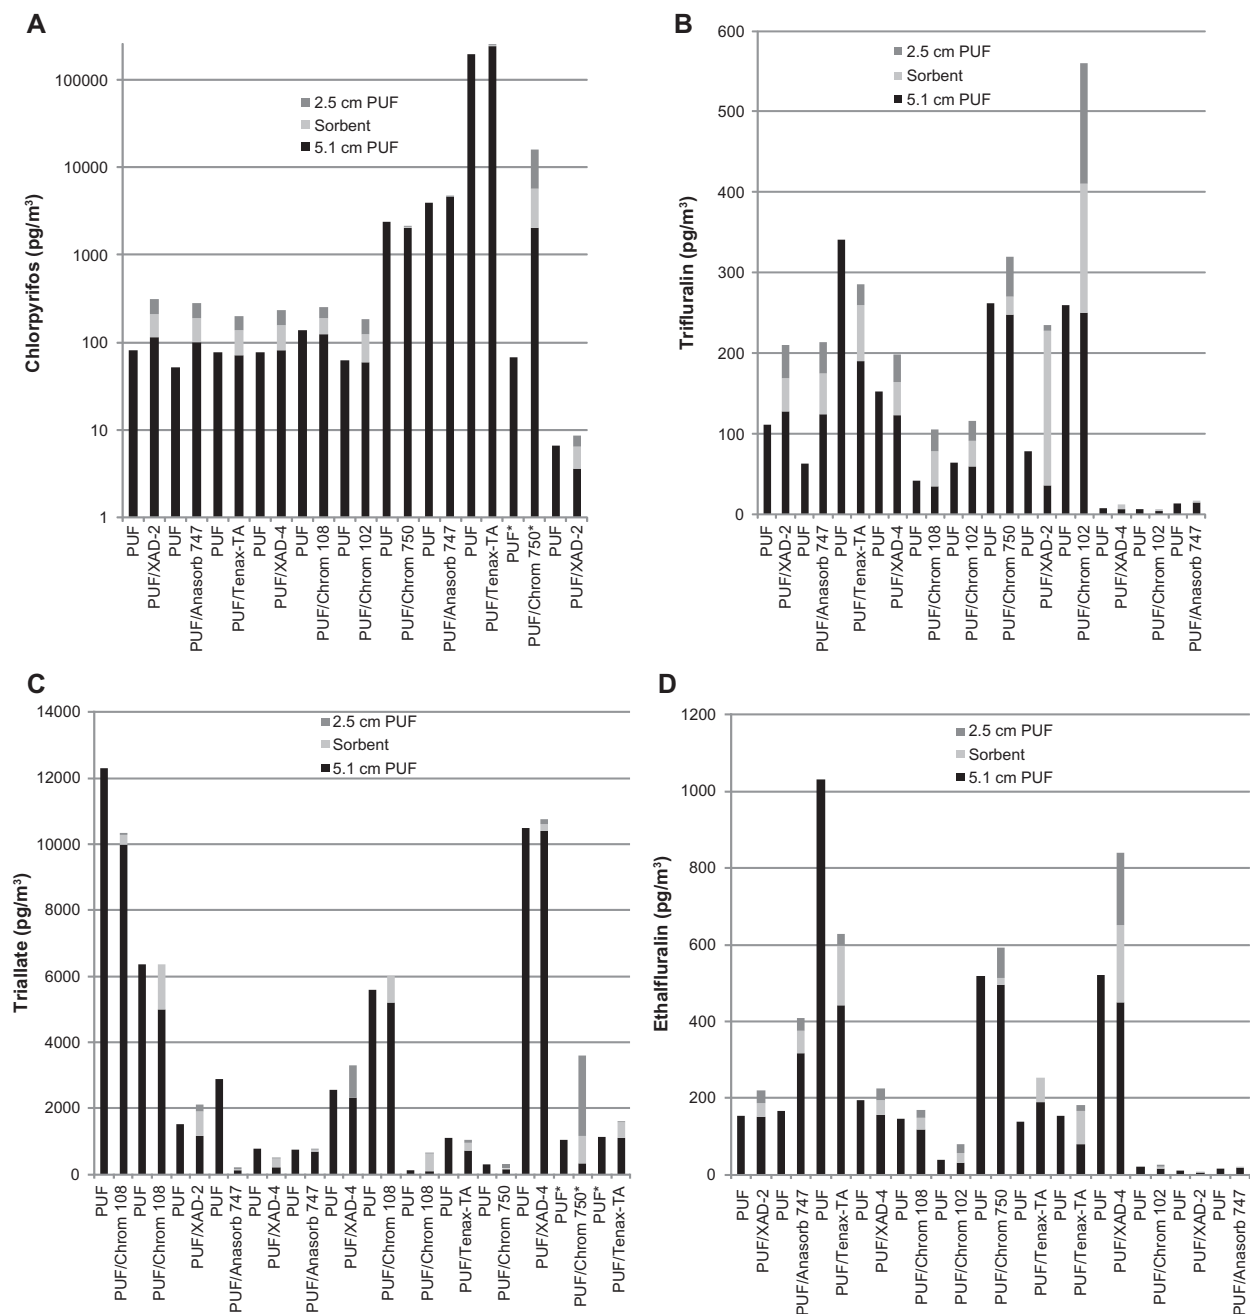 A
Chlorpyrifos (pg/m³)
100000
10000
1000
100
10
1
2.5 cm PUF
Sorbent
5.1 cm PUF
PUF
PUF/XAD-2
PUF
PUF/Anasorb 747
PUF
PUF/Tenax-TA
PUF
PUF/XAD-4
PUF
PUF/Chrom 108
PUF
PUF/Chrom 102
PUF
PUF/Chrom 750
PUF
PUF/Anasorb 747
PUF
PUF/Tenax-TA
PUF*
PUF/Chrom 750*
PUF
PUF/XAD-2
B
Trifluralin (pg/m³)
600
500
400
300
200
100
0
2.5 cm PUF
Sorbent
5.1 cm PUF
PUF
PUF/XAD-2
PUF
PUF/Anasorb 747
PUF
PUF/Tenax-TA
PUF
PUF/XAD-4
PUF
PUF/Chrom 108
PUF
PUF/Chrom 102
PUF
PUF/Chrom 750
PUF
PUF/XAD-2
PUF
PUF/Chrom 102
PUF
PUF/XAD-4
PUF
PUF/Chrom 102
PUF
PUF/Anasorb 747
C
Triallate (pg/m³)
14000
12000
10000
8000
6000
4000
2000
0
2.5 cm PUF
Sorbent
5.1 cm PUF
PUF
PUF/Chrom 108
PUF
PUF/Chrom 108
PUF
PUF/XAD-2
PUF
PUF/Anasorb 747
PUF
PUF/XAD-4
PUF
PUF/Anasorb 747
PUF
PUF/XAD-4
PUF
PUF/Chrom 108
PUF
PUF/Chrom 108
PUF
PUF/Tenax-TA
PUF
PUF/Chrom 750
PUF
PUF/XAD-4
PUF*
PUF/Chrom 750*
PUF*
PUF/Tenax-TA
D
Ethalfluralin (pg/m³)
1200
1000
800
600
400
200
0
2.5 cm PUF
Sorbent
5.1 cm PUF
PUF
PUF/XAD-2
PUF
PUF/Anasorb 747
PUF
PUF/Tenax-TA
PUF
PUF/XAD-4
PUF
PUF/Chrom 108
PUF
PUF/Chrom 102
PUF
PUF/Chrom 750
PUF
PUF/Tenax-TA
PUF
PUF/Tenax-TA
PUF
PUF/XAD-4
PUF
PUF/Chrom 102
PUF
PUF/XAD-2
PUF
PUF/Anasorb 747